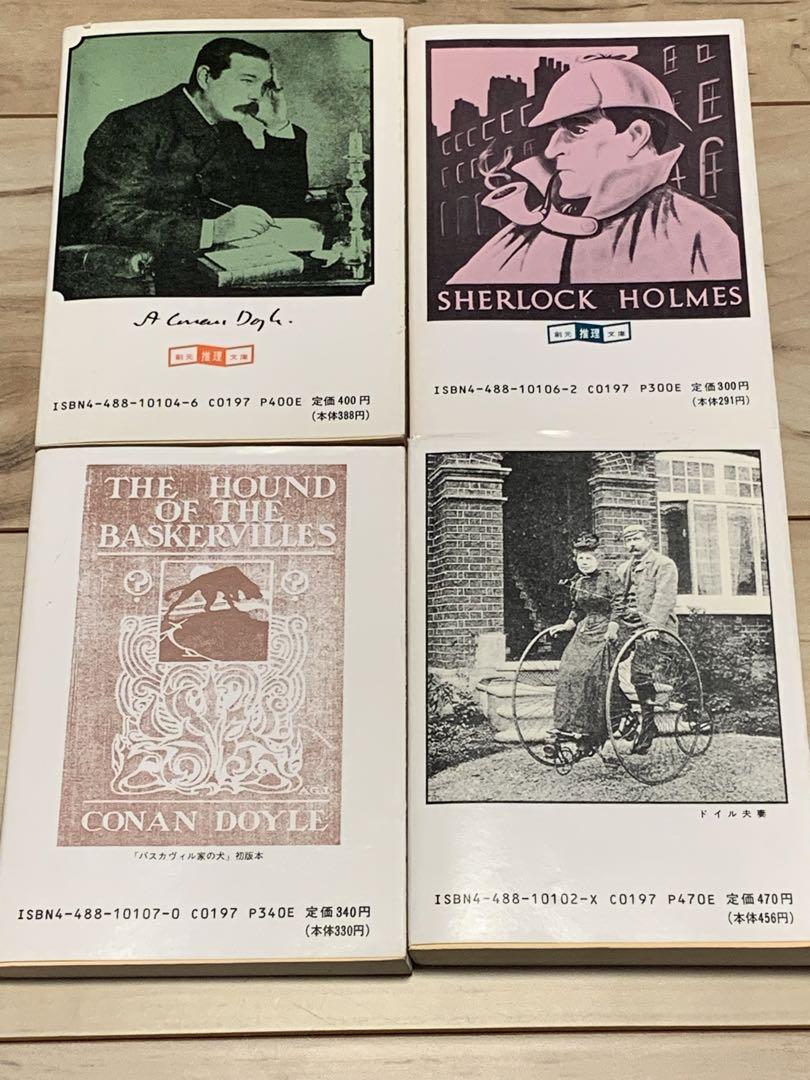 A Conan Doyle.
創元 推理 文庫
ISBN4-488-10104-6 C0197 P400E 定価400円
(本体388円)
SHERLOCK HOLMES
創元 推理 文庫
ISBN4-488-10106-2 C0197 P300E 定価300円
(本体291円)
THE HOUND
OF THE
BASKERVILLES
A.G.J.
CONAN DOYLE
「バスカヴィル家の犬」初版本
ISBN4-488-10107-0 C0197 P340E 定価340円
(本体330円)
ドイル夫妻
ISBN4-488-10102-X C0197 P470E 定価470円
(本体456円)